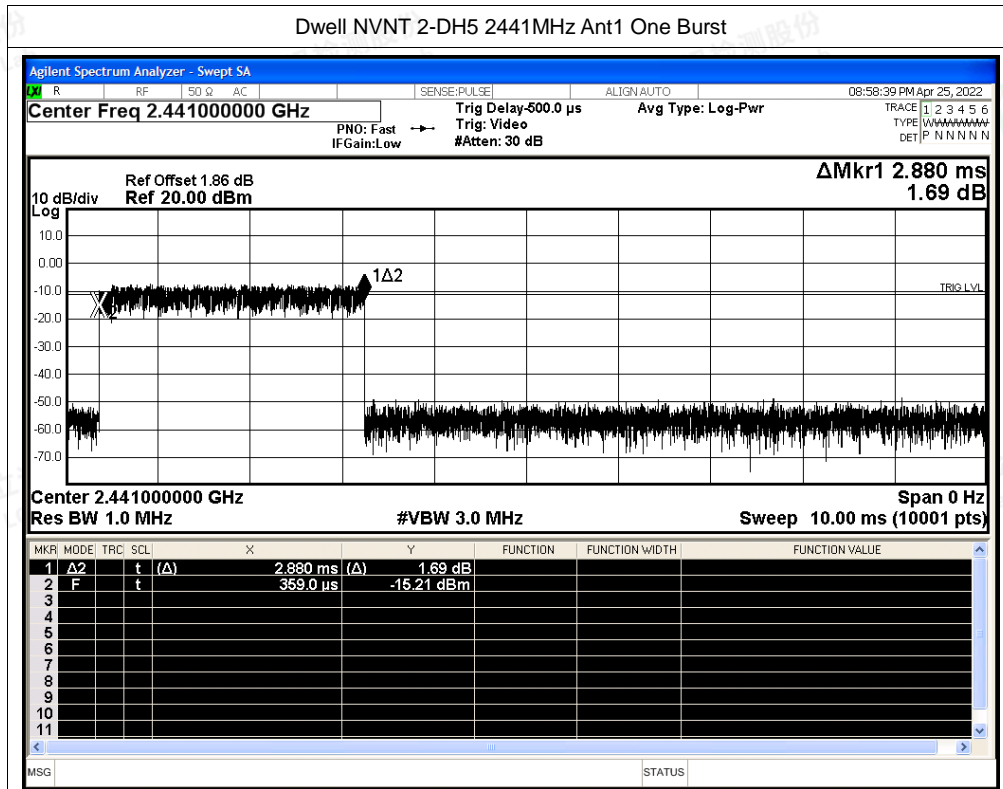 Dwell NVNT 2-DH5 2441MHz Ant1 One Burst
Agilent Spectrum Analyzer - Swept SA
LXI R RF 50 Ω AC SENSE:PULSE ALIGN AUTO 08:58:39 PM Apr 25, 2022
Center Freq 2.441000000 GHz
PNO: Fast
IFGain:Low
Trig Delay-500.0 µs
Trig: Video
#Atten: 30 dB
Avg Type: Log-Pwr
TRACE 1 2 3 4 5 6
TYPE WWWWWW
DET P N N N N N
ΔMkr1 2.880 ms
1.69 dB
Ref Offset 1.86 dB
10 dB/div Ref 20.00 dBm
Log
10.0
0.00
-10.0
-20.0
-30.0
-40.0
-50.0
-60.0
-70.0
1Δ2
TRIG LVL
Center 2.441000000 GHz Span 0 Hz
Res BW 1.0 MHz #VBW 3.0 MHz Sweep 10.00 ms (10001 pts)
MKR MODE TRC SCL X Y FUNCTION FUNCTION WIDTH FUNCTION VALUE
1 Δ2 t (Δ) 2.880 ms (Δ) 1.69 dB
2 F t 359.0 µs -15.21 dBm
3
4
5
6
7
8
9
10
11
MSG STATUS